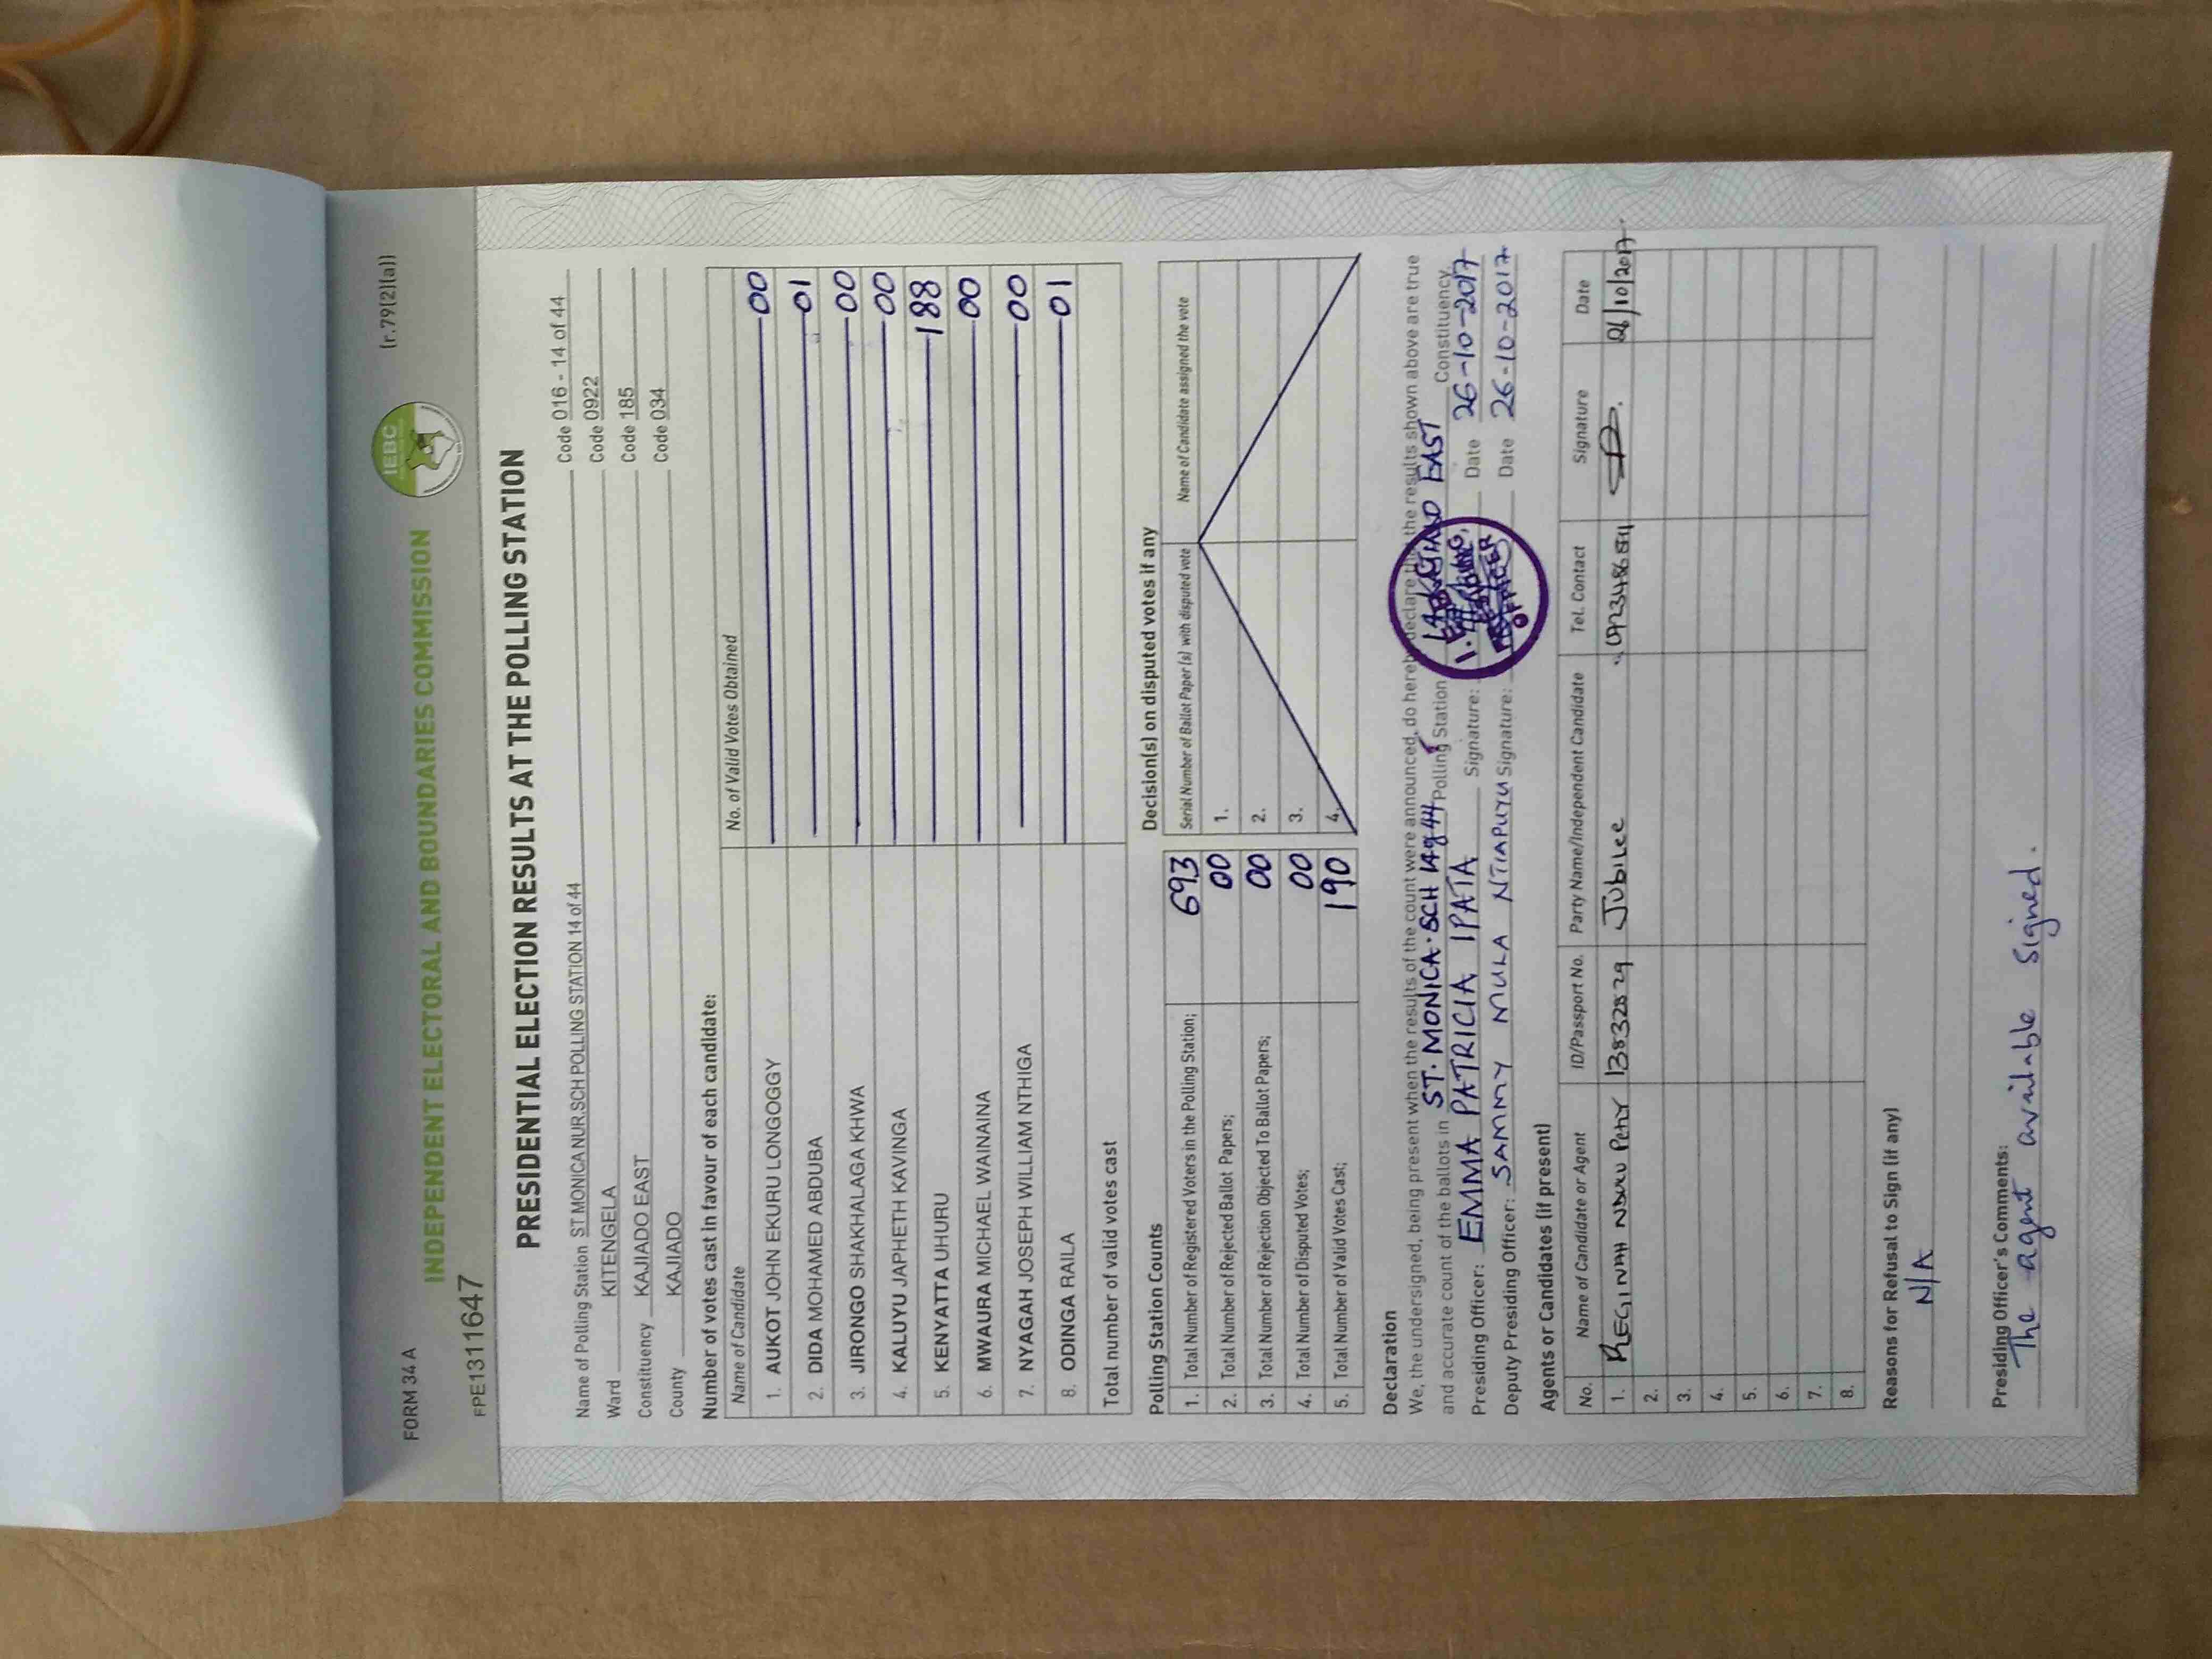 FORM 34 A
(r.79(2)(a))
IEBC
INDEPENDENT ELECTORAL AND BOUNDARIES COMMISSION
FPE1311647
PRESIDENTIAL ELECTION RESULTS AT THE POLLING STATION
Name of Polling Station ST MONICA NUR.SCH POLLING STATION 14 of 44 Code 016 - 14 of 44
Ward KITENGELA Code 0922
Constituency KAJIADO EAST Code 185
County KAJIADO Code 034
Number of votes cast in favour of each candidate:
Name of Candidate No. of Valid Votes Obtained
1. AUKOT JOHN EKURU LONGOGGY 00
2. DIDA MOHAMED ABDUBA 01
3. JIRONGO SHAKHALAGA KHWA 00
4. KALUYU JAPHETH KAVINGA 00
5. KENYATTA UHURU 188
6. MWAURA MICHAEL WAINAINA 00
7. NYAGAH JOSEPH WILLIAM NTHIGA 00
8. ODINGA RAILA 01
Total number of valid votes cast
Polling Station Counts
1. Total Number of Registered Voters in the Polling Station; 693
2. Total Number of Rejected Ballot Papers; 00
3. Total Number of Rejection Objected To Ballot Papers; 00
4. Total Number of Disputed Votes; 00
5. Total Number of Valid Votes Cast; 190
Decision(s) on disputed votes if any
Serial Number of Ballot Paper (s) with disputed vote Name of Candidate assigned the vote
1.
2.
3.
4.
Declaration
We, the undersigned, being present when the results of the count were announced, do hereby declare the results shown above are true
and accurate count of the ballots in ST. MONICA. SCH 14 of 44 Polling Station EAST Constituency.
Presiding Officer: EMMA PATRICIA IPATA Signature: Date 26-10-2017
Deputy Presiding Officer: SAMMY MULA NTIAPUYU Signature: Date 26-10-2017
OFFICER
Agents or Candidates (if present)
No. Name of Candidate or Agent ID/Passport No. Party Name/Independent Candidate Tel. Contact Signature Date
1. REGINAH Peter 13832829 Jubilee 26/10/2017
2.
3.
4.
5.
6.
7.
8.
Reasons for Refusal to Sign (if any)
N/A
Presiding Officer's Comments:
The agent available signed.